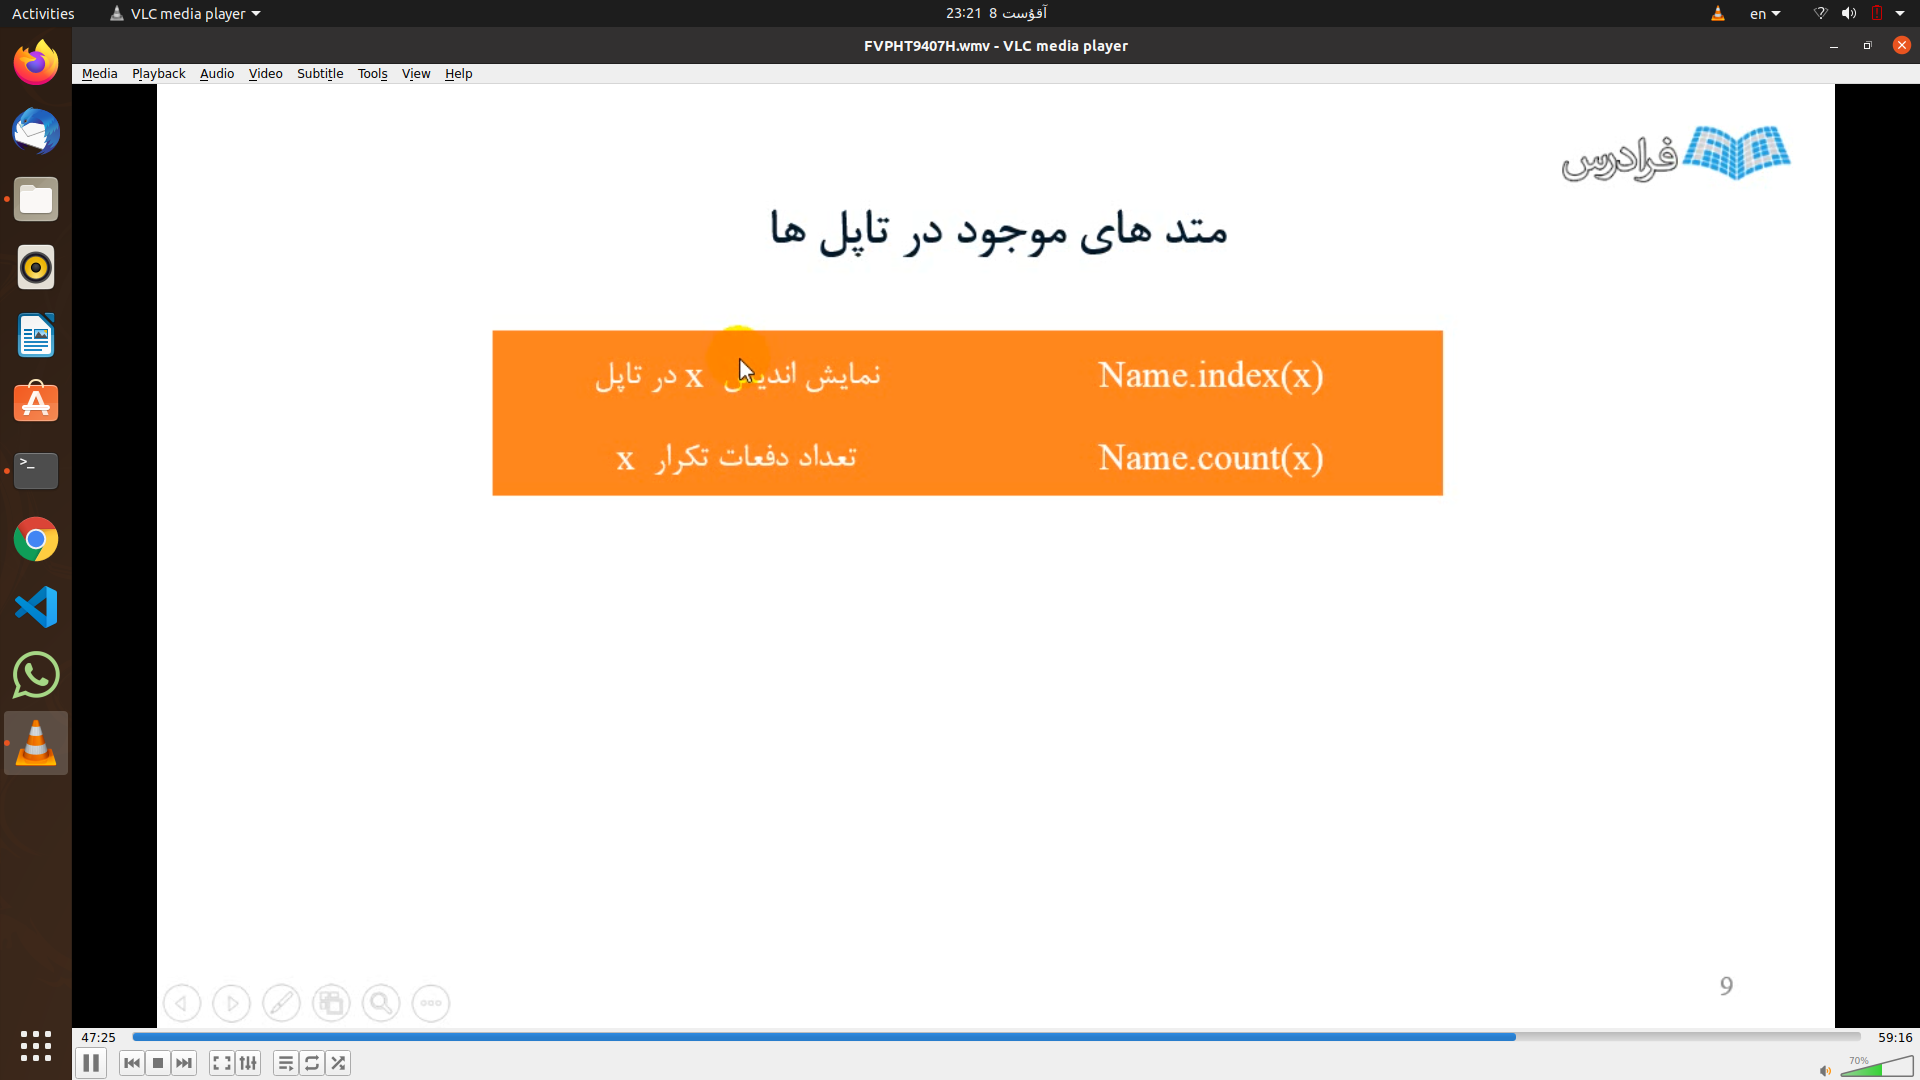 Activities
VLC media player
آقۇست 8 23:21
en
FVPHT9407H.wmv - VLC media player
Media Playback Audio Video Subtitle Tools View Help
فرادرس
متد های موجود در تاپل ها
Name.index(x) نمایش اندیس x در تاپل
Name.count(x) تعداد دفعات تکرار x
9
47:25
59:16
70%